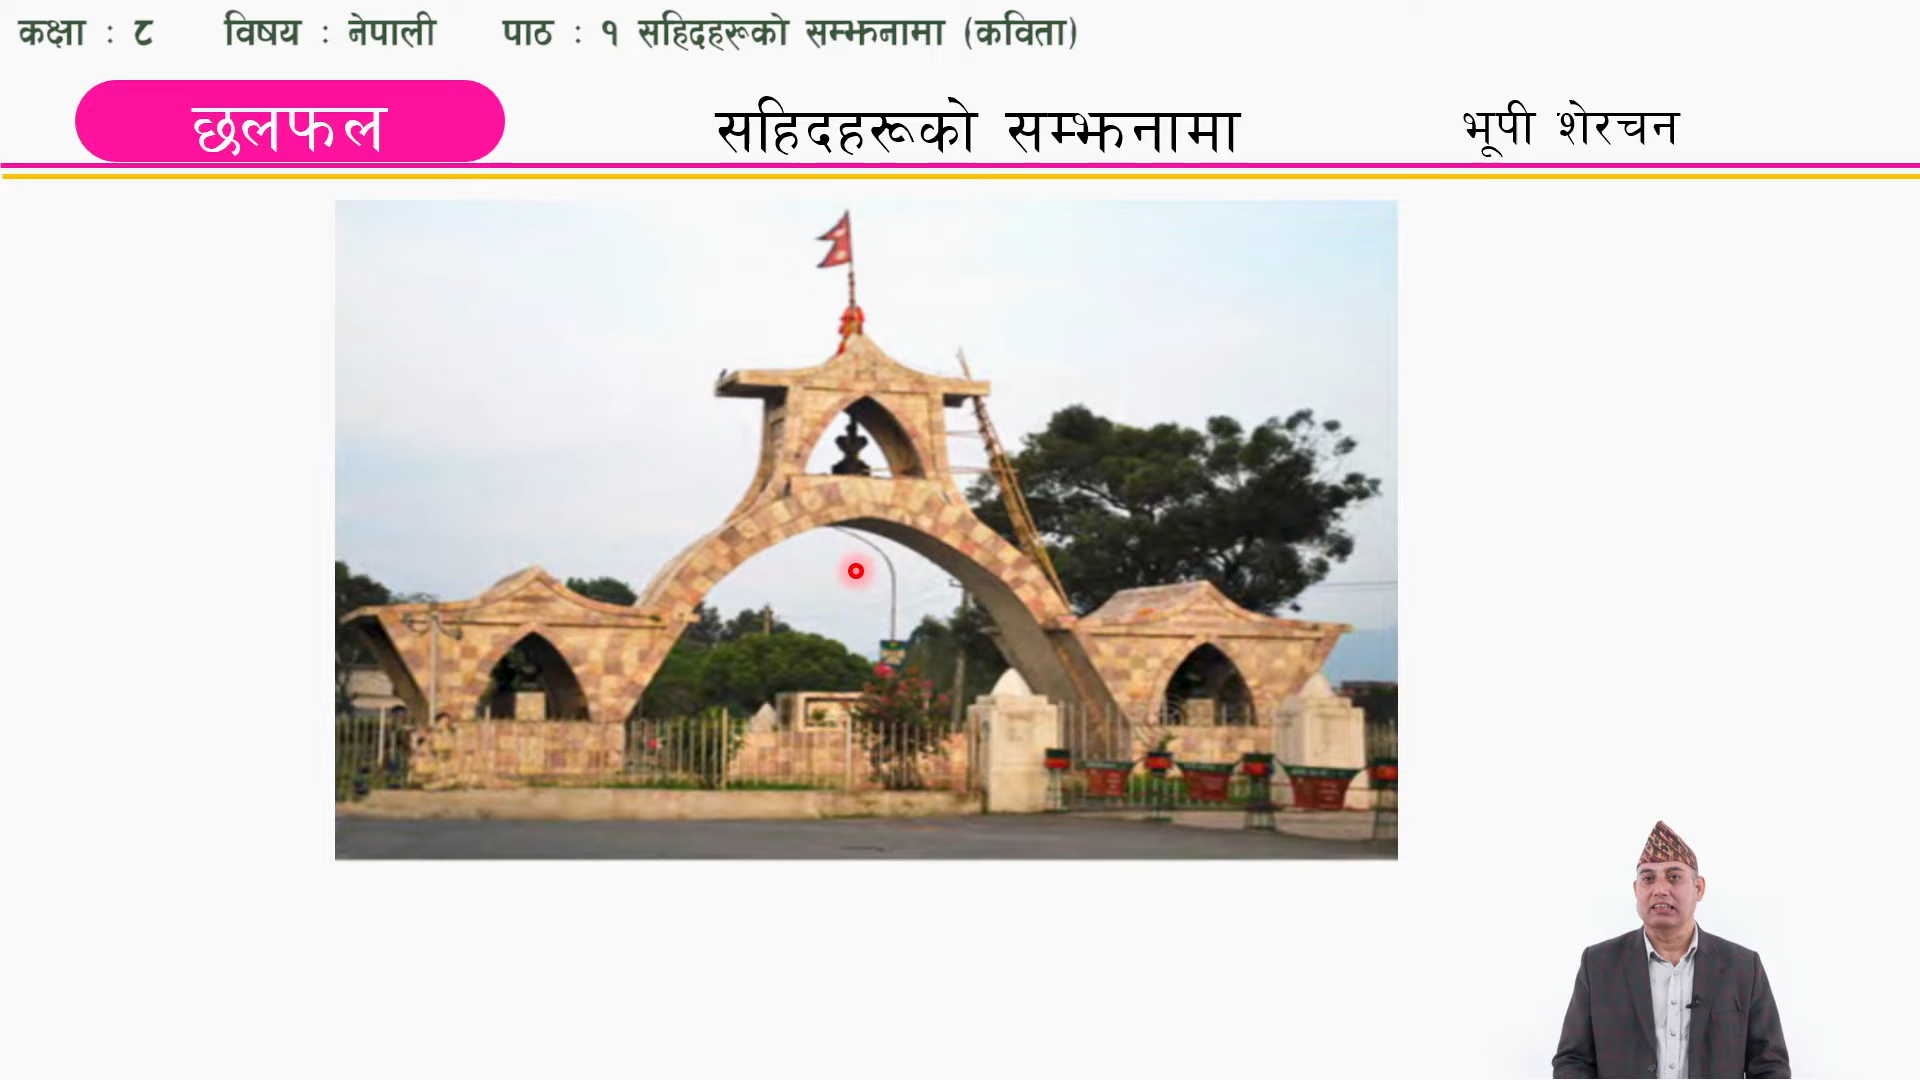 कक्षा : ८ विषय : नेपाली पाठ : १ सहिदहरूको सम्झनामा (कविता)
छलफल सहिदहरूको सम्झनामा भूपी शेरचन